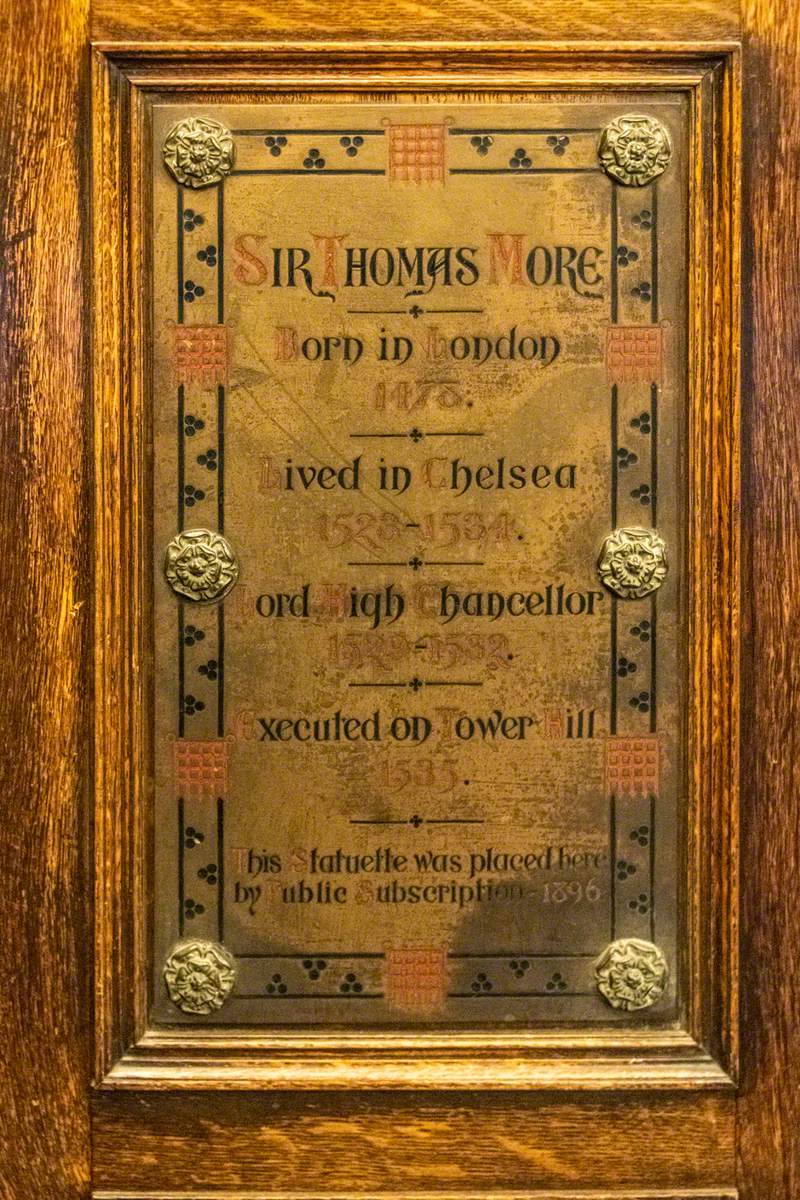 SIR THOMAS MORE
Born in London
1478.
Lived in Chelsea
1523-1534.
Lord High Chancellor
1529-1532.
Executed on Tower Hill.
1535.
This Statuette was placed here
by Public Subscription - 1896.